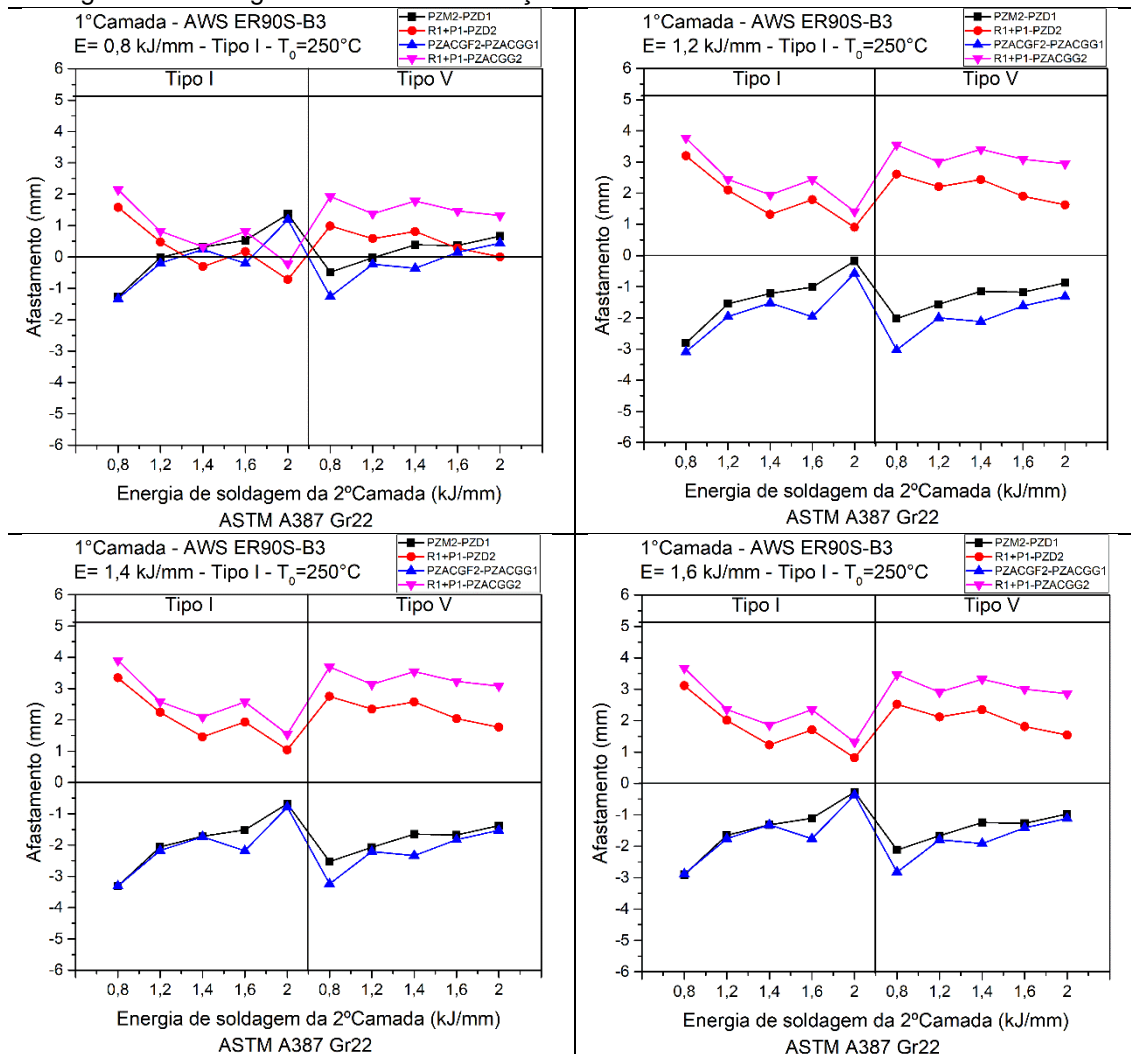 1°Camada - AWS ER90S-B3
E= 0,8 kJ/mm - Tipo I - T0=250°C
PZM2-PZD1
R1+P1-PZD2
PZACGF2-PZACGG1
R1+P1-PZACGG2
Tipo I
Tipo V
Afastamento (mm)
6
5
4
3
2
1
0
-1
-2
-3
-4
-5
-6
0,8 1,2 1,4 1,6 2 0,8 1,2 1,4 1,6 2
Energia de soldagem da 2ºCamada (kJ/mm)
ASTM A387 Gr22
1°Camada - AWS ER90S-B3
E= 1,2 kJ/mm - Tipo I - T0=250°C
PZM2-PZD1
R1+P1-PZD2
PZACGF2-PZACGG1
R1+P1-PZACGG2
Tipo I
Tipo V
Afastamento (mm)
6
5
4
3
2
1
0
-1
-2
-3
-4
-5
-6
0,8 1,2 1,4 1,6 2 0,8 1,2 1,4 1,6 2
Energia de soldagem da 2ºCamada (kJ/mm)
ASTM A387 Gr22
1°Camada - AWS ER90S-B3
E= 1,4 kJ/mm - Tipo I - T0=250°C
PZM2-PZD1
R1+P1-PZD2
PZACGF2-PZACGG1
R1+P1-PZACGG2
Tipo I
Tipo V
Afastamento (mm)
6
5
4
3
2
1
0
-1
-2
-3
-4
-5
-6
0,8 1,2 1,4 1,6 2 0,8 1,2 1,4 1,6 2
Energia de soldagem da 2ºCamada (kJ/mm)
ASTM A387 Gr22
1°Camada - AWS ER90S-B3
E= 1,6 kJ/mm - Tipo I - T0=250°C
PZM2-PZD1
R1+P1-PZD2
PZACGF2-PZACGG1
R1+P1-PZACGG2
Tipo I
Tipo V
Afastamento (mm)
6
5
4
3
2
1
0
-1
-2
-3
-4
-5
-6
0,8 1,2 1,4 1,6 2 0,8 1,2 1,4 1,6 2
Energia de soldagem da 2ºCamada (kJ/mm)
ASTM A387 Gr22